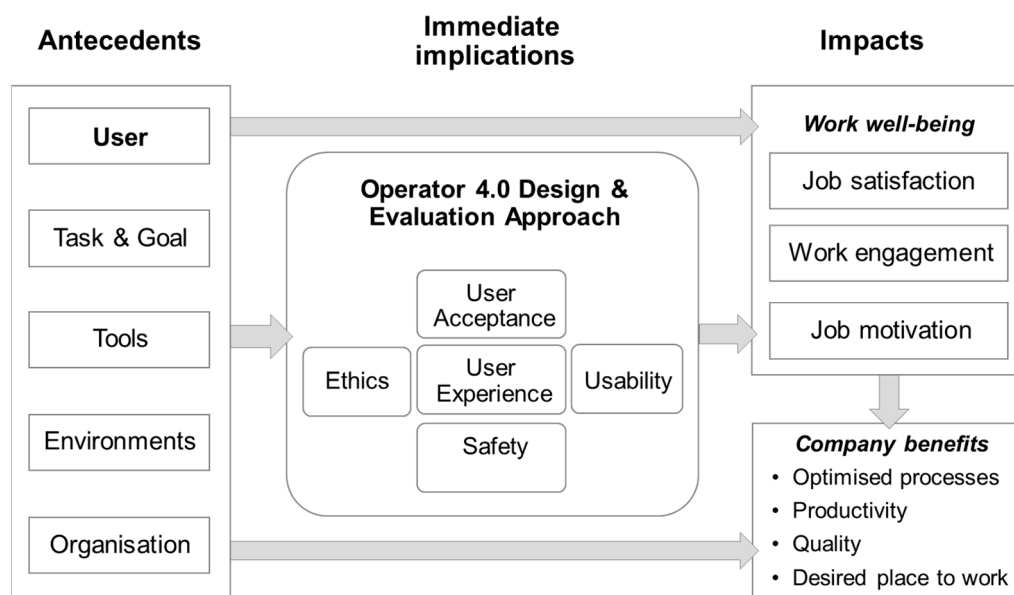 Antecedents
Immediate
implications
Impacts
User
Task & Goal
Tools
Environments
Organisation
Operator 4.0 Design &
Evaluation Approach
User
Acceptance
Ethics
User
Experience
Usability
Safety
Work well-being
Job satisfaction
Work engagement
Job motivation
Company benefits
• Optimised processes
• Productivity
• Quality
• Desired place to work